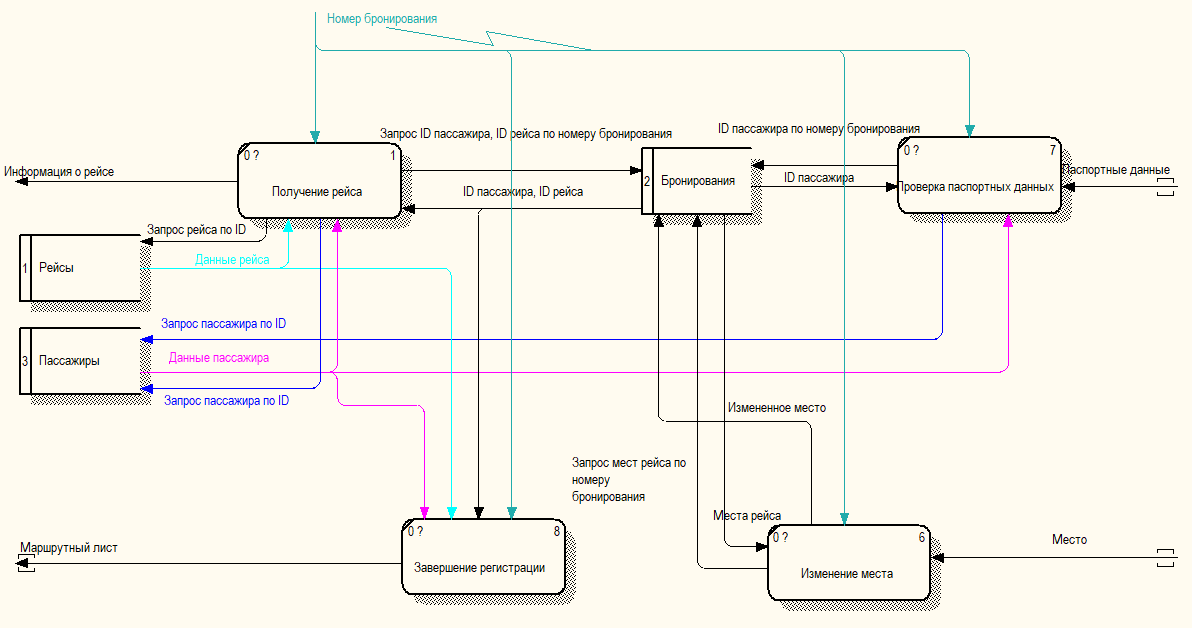 Номер бронирования
Запрос ID пассажира, ID рейса по номеру бронирования
ID пассажира по номеру бронирования
0 ?
1
Получение рейса
2
Бронирования
0 ?
7
Проверка паспортных данных
Паспортные данные
Информация о рейсе
ID пассажира, ID рейса
ID пассажира
Запрос рейса по ID
1
Рейсы
Данные рейса
Запрос пассажира по ID
3
Пассажиры
Данные пассажира
Запрос пассажира по ID
Измененное место
Запрос мест рейса по
номеру
бронирования
Места рейса
0 ?
8
Завершение регистрации
0 ?
6
Изменение места
Место
Маршрутный лист